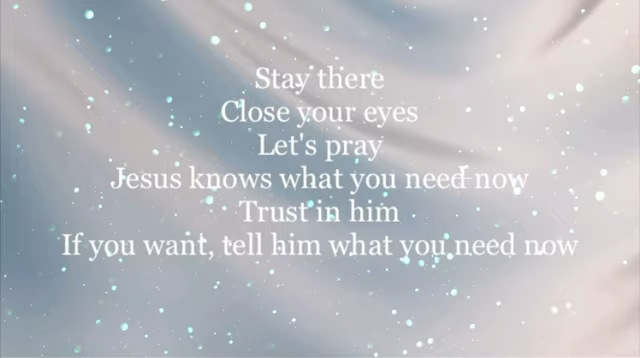 Stay there
Close your eyes
Let's pray
Jesus knows what you need now
Trust in him
If you want, tell him what you need now